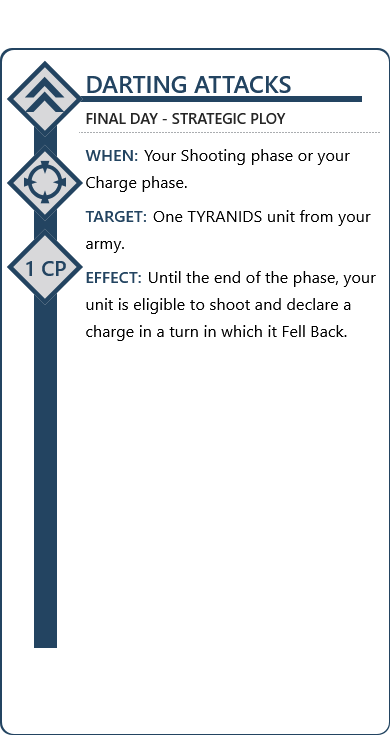 DARTING ATTACKS
FINAL DAY - STRATEGIC PLOY
WHEN: Your Shooting phase or your
Charge phase.
TARGET: One TYRANIDS unit from your
army.
1 CP
EFFECT: Until the end of the phase, your
unit is eligible to shoot and declare a
charge in a turn in which it Fell Back.